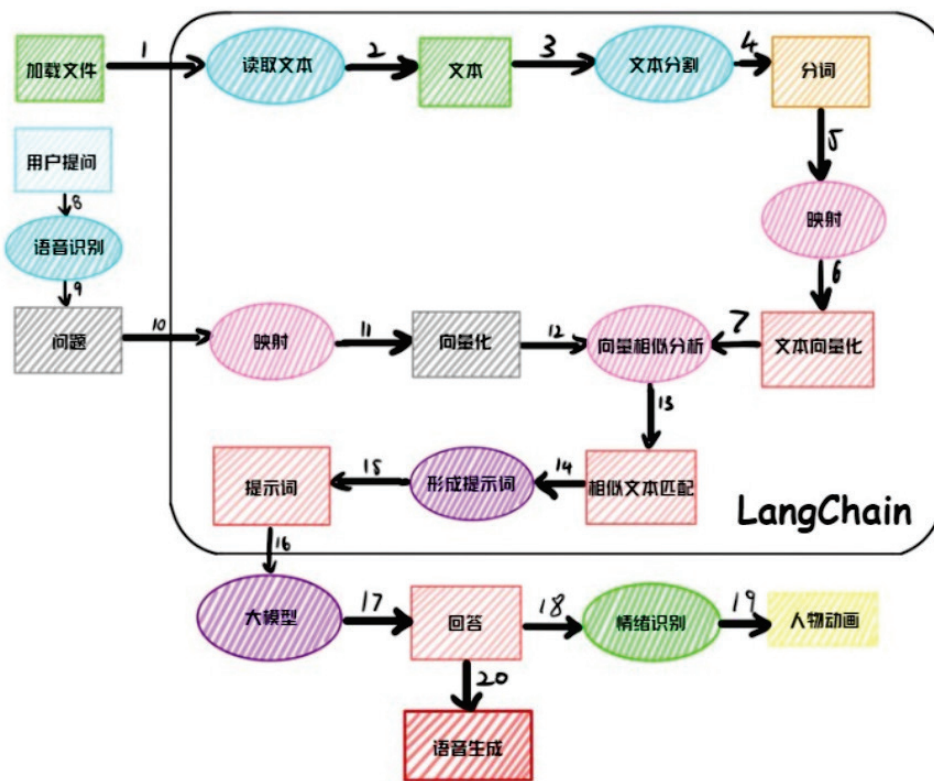 加载文件
1
读取文本
2
文本
3
文本分割
4
分词
5
用户提问
8
语音识别
9
映射
6
问题
10
映射
11
向量化
12
向量相似分析
7
文本向量化
13
提示词
15
形成提示词
14
相似文本匹配
LangChain
16
大模型
17
回答
18
情绪识别
19
人物动画
20
语音生成